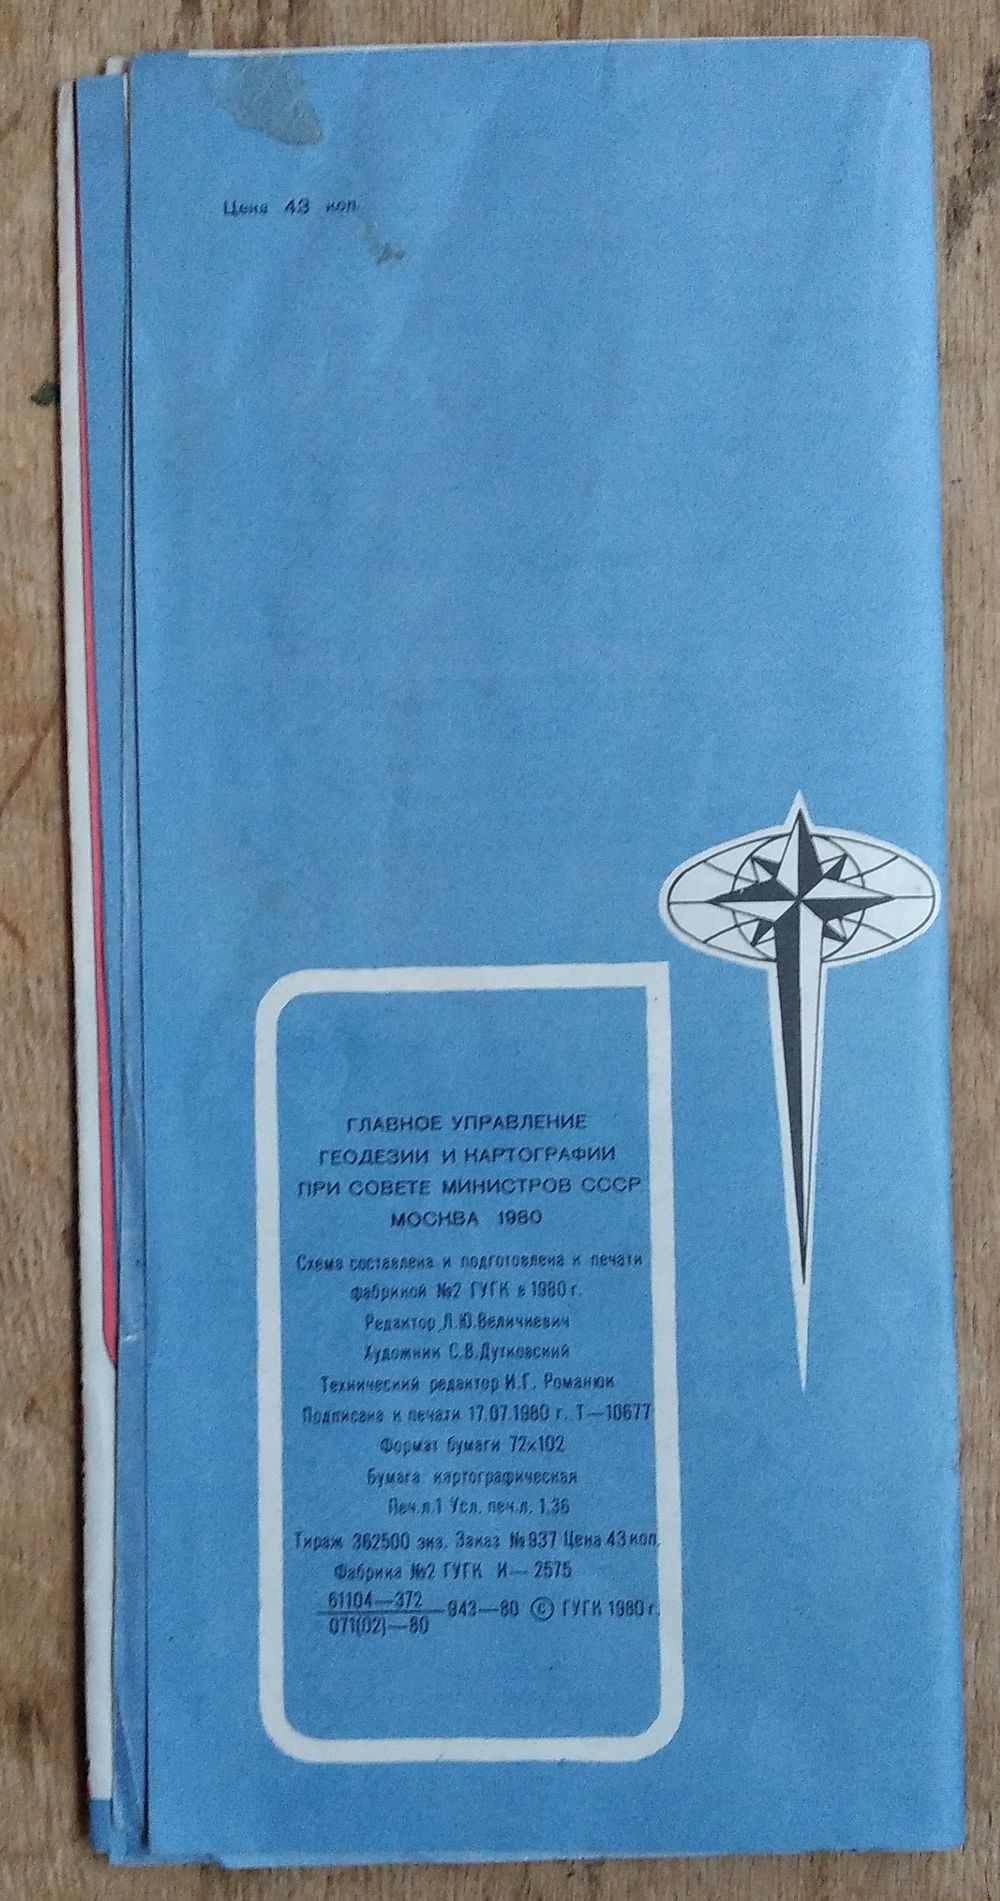 Цена 43 коп.
ГЛАВНОЕ УПРАВЛЕНИЕ
ГЕОДЕЗИИ И КАРТОГРАФИИ
ПРИ СОВЕТЕ МИНИСТРОВ СССР
МОСКВА 1980
Схема составлена и подготовлена к печати
фабрикой №2 ГУГК в 1980 г.
Редактор Л.Ю.Величкевич
Художник С.В.Дутковский
Технический редактор И.Г. Романюк
Подписана к печати 17.07.1980 г. Т—10677
Формат бумаги 72x102
Бумага картографическая
Печ.л.1 Усл. печ.л. 1,36
Тираж 362500 экз. Заказ №937 Цена 43 коп.
Фабрика №2 ГУГК И—2575
61104—372
071(02)—80
—943—80 © ГУГК 1980 г.